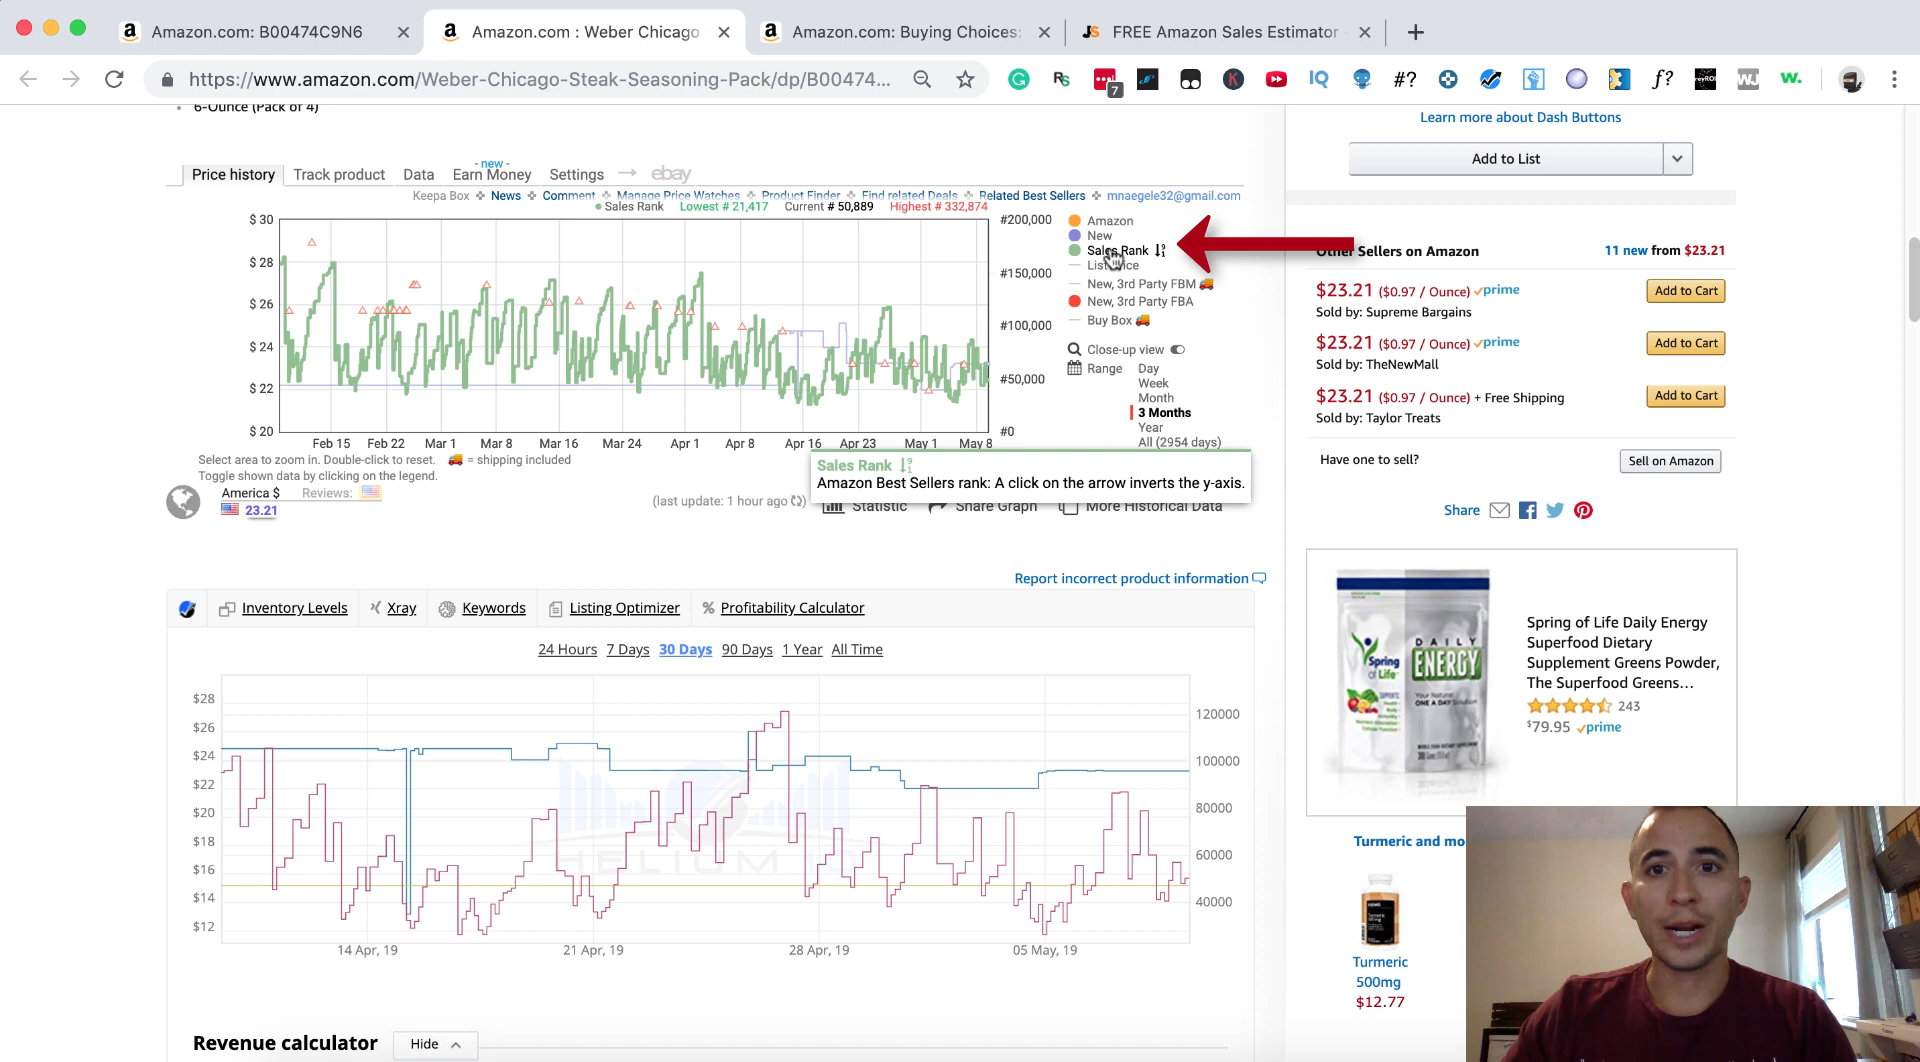 Amazon.com: B00474C9N6
Amazon.com : Weber Chicago
Amazon.com: Buying Choices:
FREE Amazon Sales Estimator
https://www.amazon.com/Weber-Chicago-Steak-Seasoning-Pack/dp/B00474...
7
IQ
#?
f?
6-Ounce (Pack of 4)
Learn more about Dash Buttons
Add to List
- new -
Price history
Track product
Data
Earn Money
Settings
ebay
Keepa Box
News
Comment
Manage Price Watches
Product Finder
Find related Deals
Related Best Sellers
mnaegele32@gmail.com
Sales Rank
Lowest # 21,417
Current # 50,889
Highest # 332,874
$ 30
$ 28
$ 26
$ 24
$ 22
$ 20
#200,000
#150,000
#100,000
#50,000
#0
Feb 15
Feb 22
Mar 1
Mar 8
Mar 16
Mar 24
Apr 1
Apr 8
Apr 16
Apr 23
May 1
May 8
Amazon
New
Sales Rank
List Price
New, 3rd Party FBM
New, 3rd Party FBA
Buy Box
Close-up view
Range
Day
Week
Month
3 Months
Year
All (2954 days)
Select area to zoom in. Double-click to reset.
= shipping included
Toggle shown data by clicking on the legend.
Sales Rank
Amazon Best Sellers rank: A click on the arrow inverts the y-axis.
America $
23.21
Reviews:
(last update: 1 hour ago
Statistic
Share Graph
More Historical Data
Other Sellers on Amazon
11 new from $23.21
$23.21 ($0.97 / Ounce) prime
Sold by: Supreme Bargains
Add to Cart
$23.21 ($0.97 / Ounce) prime
Sold by: TheNewMall
Add to Cart
$23.21 ($0.97 / Ounce) + Free Shipping
Sold by: Taylor Treats
Add to Cart
Have one to sell?
Sell on Amazon
Share
Report incorrect product information
Inventory Levels
Xray
Keywords
Listing Optimizer
Profitability Calculator
24 Hours
7 Days
30 Days
90 Days
1 Year
All Time
$28
$26
$24
$22
$20
$18
$16
$14
$12
120000
100000
80000
60000
40000
HELIUM 10
14 Apr, 19
21 Apr, 19
28 Apr, 19
05 May, 19
Spring of Life
DAILY
ENERGY
Spring of Life Daily Energy
Superfood Dietary
Supplement Greens Powder,
The Superfood Greens...
243
$79.95 prime
Turmeric and mo
Turmeric
500mg
$12.77
Revenue calculator
Hide